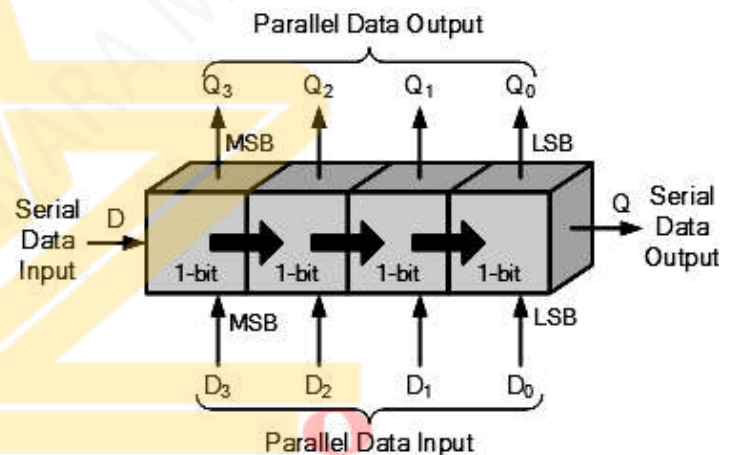 Parallel Data Output
Q₃ Q₂ Q₁ Q₀
MSB LSB
Serial Data Input
D
Q
Serial Data Output
1-bit 1-bit 1-bit 1-bit
MSB LSB
D₃ D₂ D₁ D₀
Parallel Data Input